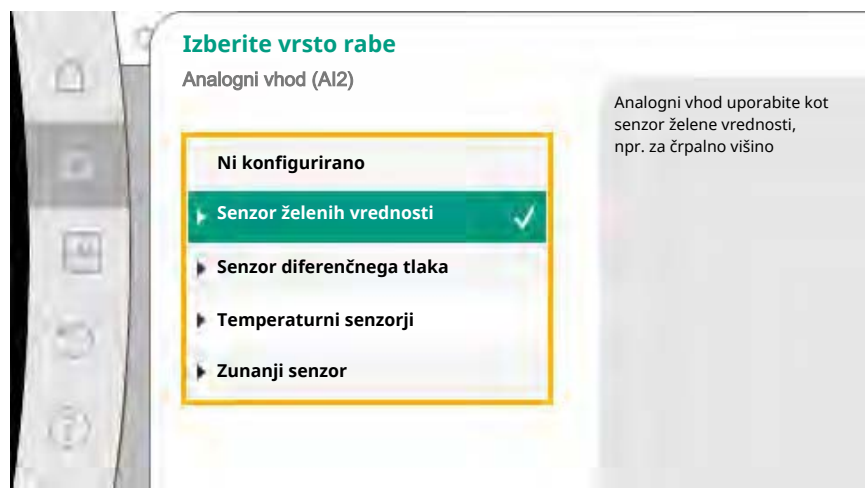 Izberite vrsto rabe
Analogni vhod (AI2)
Ni konfigurirano
Senzor želenih vrednosti
Senzor diferenčnega tlaka
Temperaturni senzorji
Zunanji senzor
Analogni vhod uporabite kot
senzor želene vrednosti,
npr. za črpalno višino